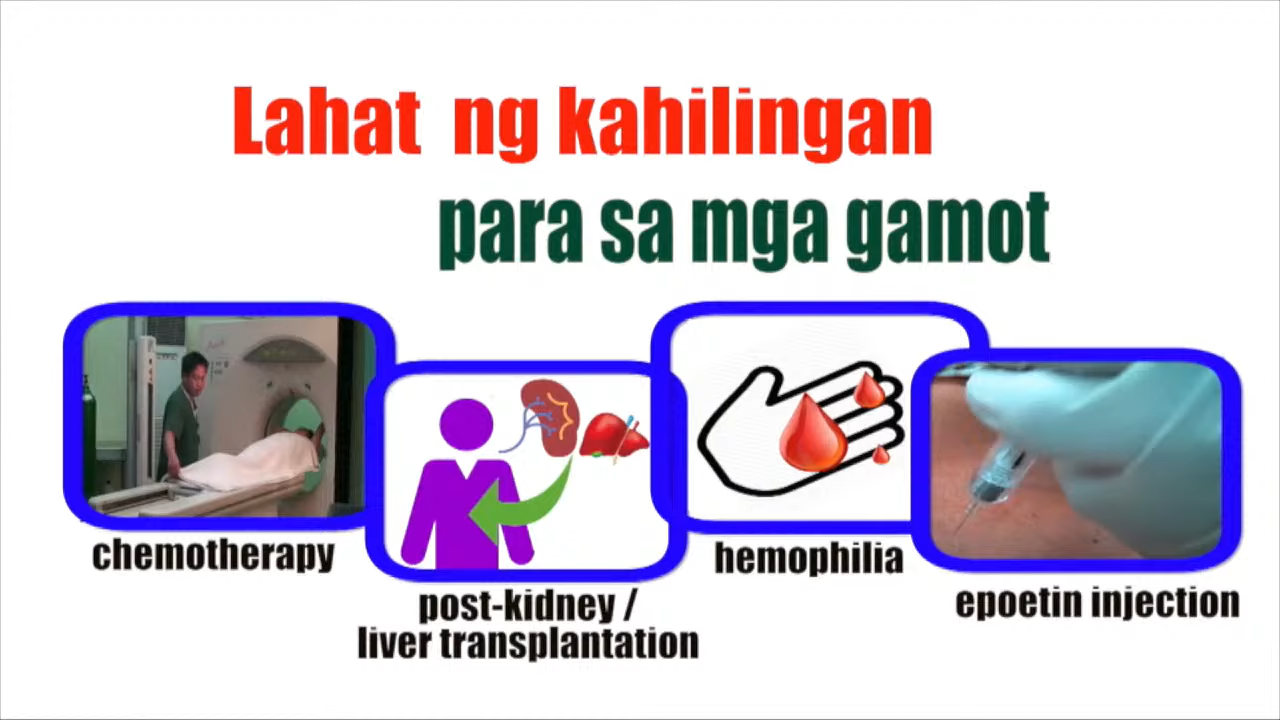 Lahat ng kahilingan
para sa mga gamot
chemotherapy
post-kidney /
liver transplantation
hemophilia
epoetin injection